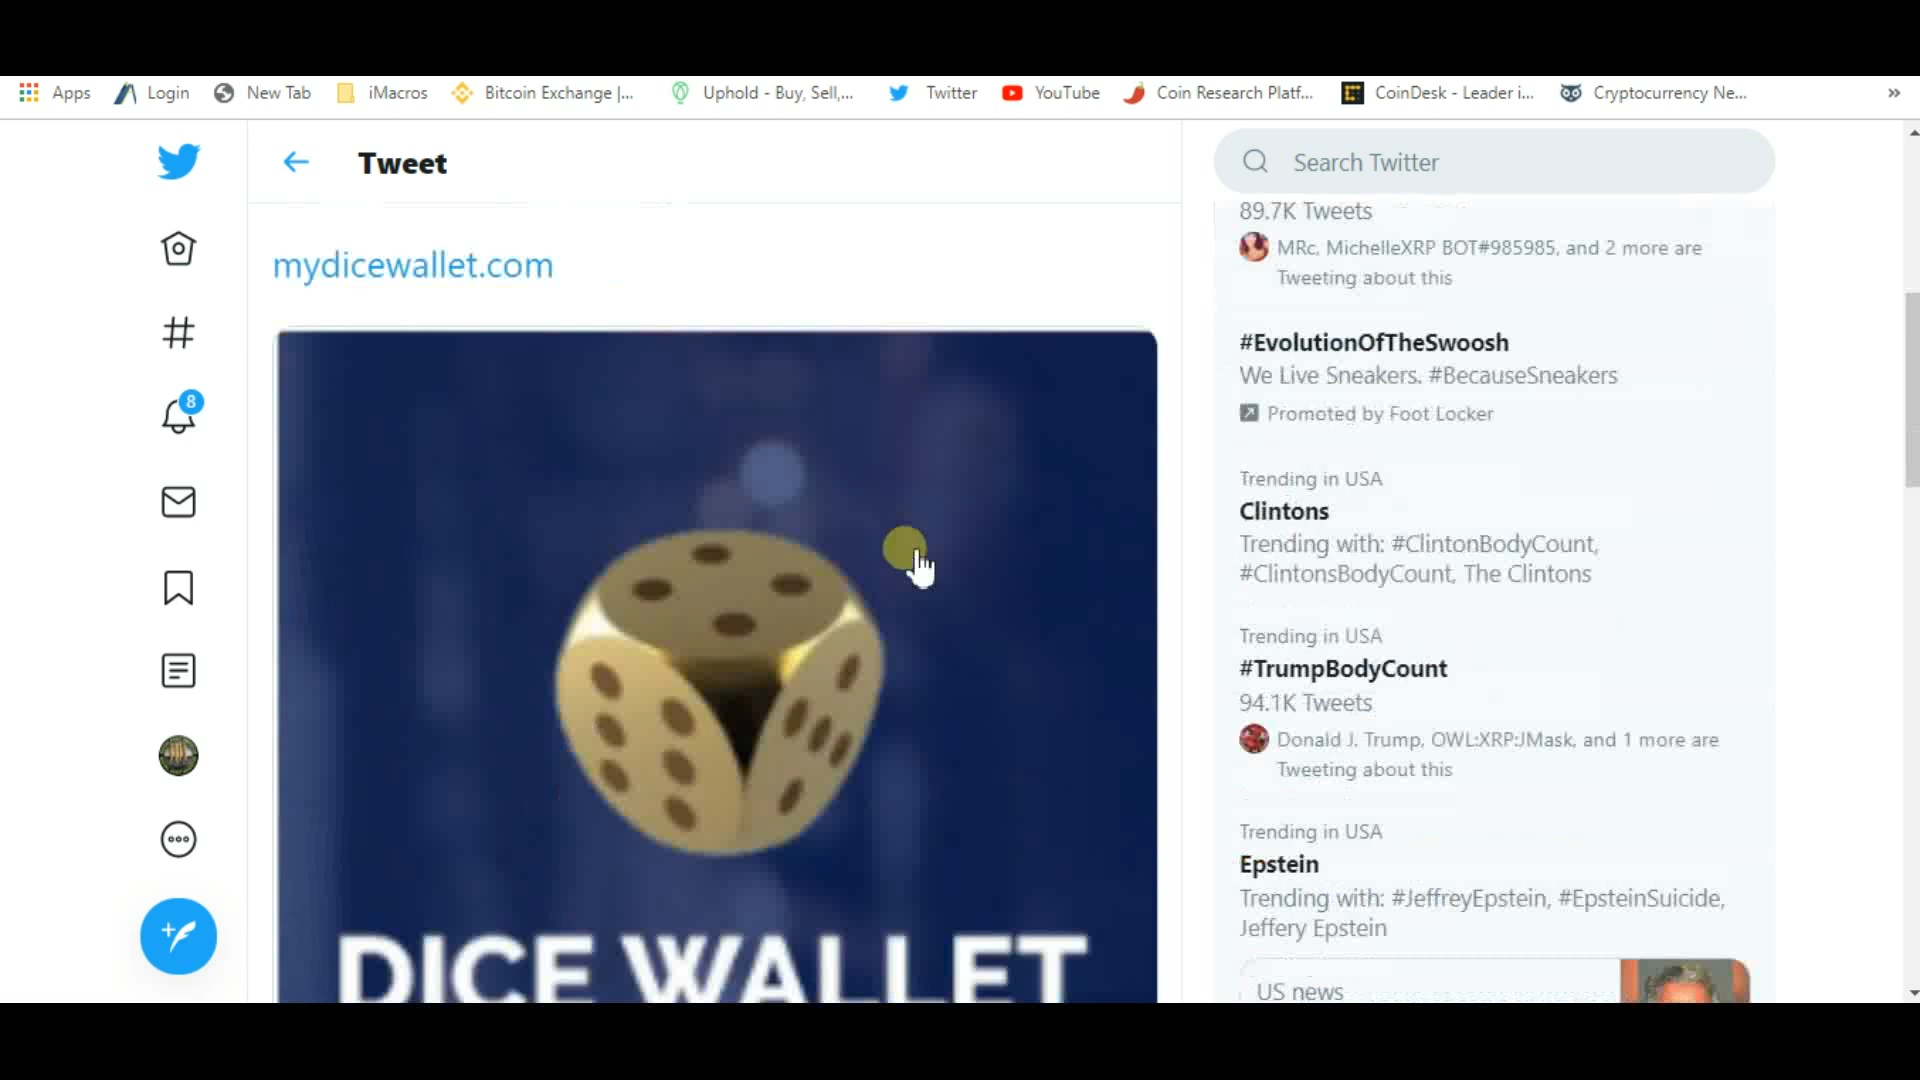 Apps
Login
New Tab
iMacros
Bitcoin Exchange |...
Uphold - Buy, Sell,...
Twitter
YouTube
Coin Research Platf...
CoinDesk - Leader i...
Cryptocurrency Ne...
»
Tweet
Search Twitter
mydicewallet.com
8
DICE WALLET
89.7K Tweets
MRc, MichelleXRP BOT#985985, and 2 more are
Tweeting about this
#EvolutionOfTheSwoosh
We Live Sneakers. #BecauseSneakers
Promoted by Foot Locker
Trending in USA
Clintons
Trending with: #ClintonBodyCount,
#ClintonsBodyCount, The Clintons
Trending in USA
#TrumpBodyCount
94.1K Tweets
Donald J. Trump, OWL:XRP:JMask, and 1 more are
Tweeting about this
Trending in USA
Epstein
Trending with: #JeffreyEpstein, #EpsteinSuicide,
Jeffery Epstein
US news